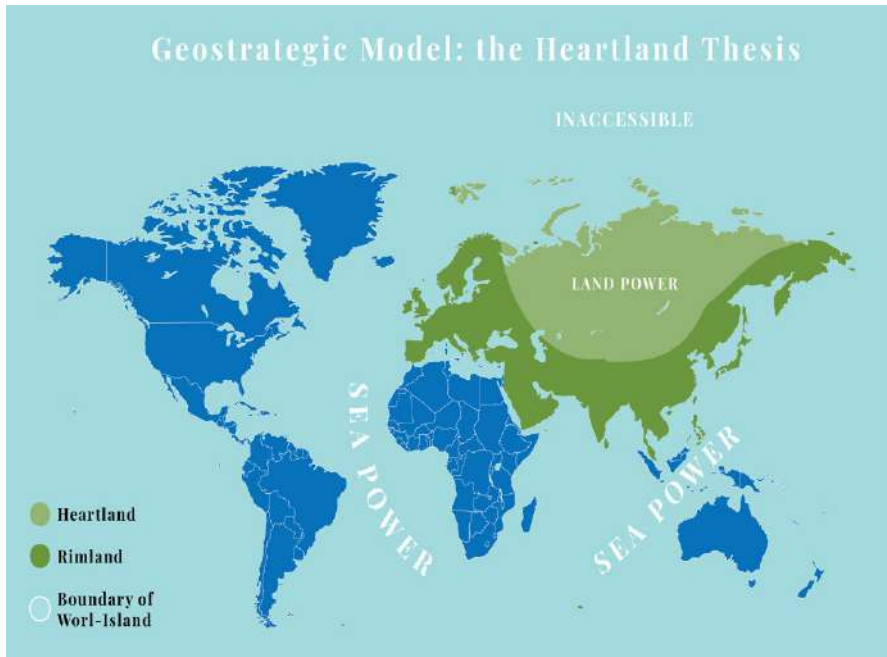 Geostrategic Model: the Heartland Thesis
INACCESSIBLE
LAND POWER
SEA POWER
SEA POWER
Heartland
Rimland
Boundary of
Worl-Island